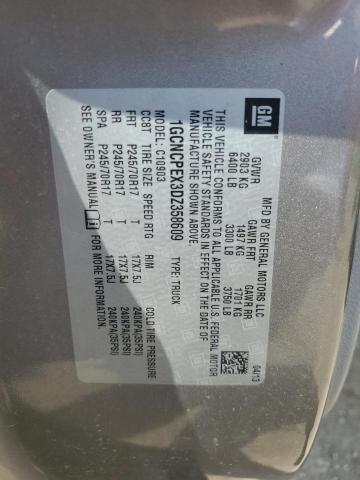 GM
MFD BY GENERAL MOTORS LLC 04/13
GVWR GAWR FRT GAWR RR
2903 KG 1497 KG 1701 KG
6400 LB 3300 LB 3750 LB
THIS VEHICLE CONFORMS TO ALL APPLICABLE U.S. FEDERAL MOTOR
VEHICLE SAFETY STANDARDS IN EFFECT ON THE DATE OF
MANUFACTURE SHOWN ABOVE.
1GCNCPEX3DZ358609 TYPE: TRUCK
MODEL: C10903
CC8T TIRE SIZE SPEED RTG RIM COLD TIRE PRESSURE
FRT P245/70R17 T 17X7.5J 240KPA(35PSI)
RR P245/70R17 T 17X7.5J 240KPA(35PSI)
SPA P245/70R17 T 17X7.5J 240KPA(35PSI)
SEE OWNER'S MANUAL FOR MORE INFORMATION.